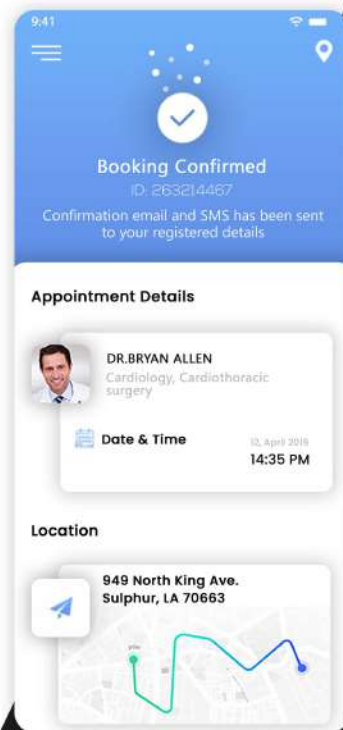 9:41
Booking Confirmed
ID: 263214467
Confirmation email and SMS has been sent
to your registered details
Appointment Details
DR.BRYAN ALLEN
Cardiology, Cardiothoracic
surgery
Date & Time
12, April 2019
14:35 PM
Location
949 North King Ave.
Sulphur, LA 70663